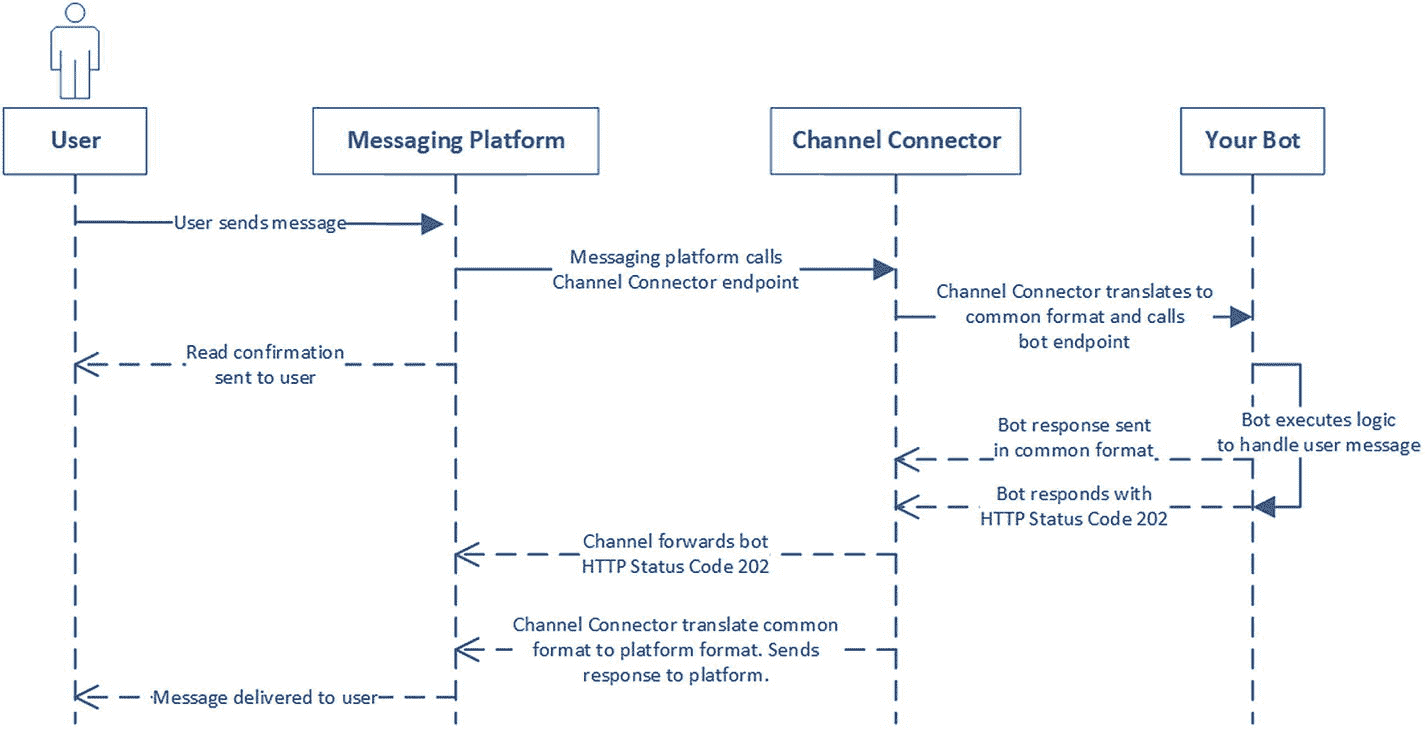 User
Messaging Platform
Channel Connector
Your Bot
User sends message
Messaging platform calls
Channel Connector endpoint
Channel Connector translates to
common format and calls
bot endpoint
Read confirmation
sent to user
Bot executes logic
to handle user message
Bot response sent
in common format
Bot responds with
HTTP Status Code 202
Channel forwards bot
HTTP Status Code 202
Channel Connector translate common
format to platform format. Sends
response to platform.
Message delivered to user